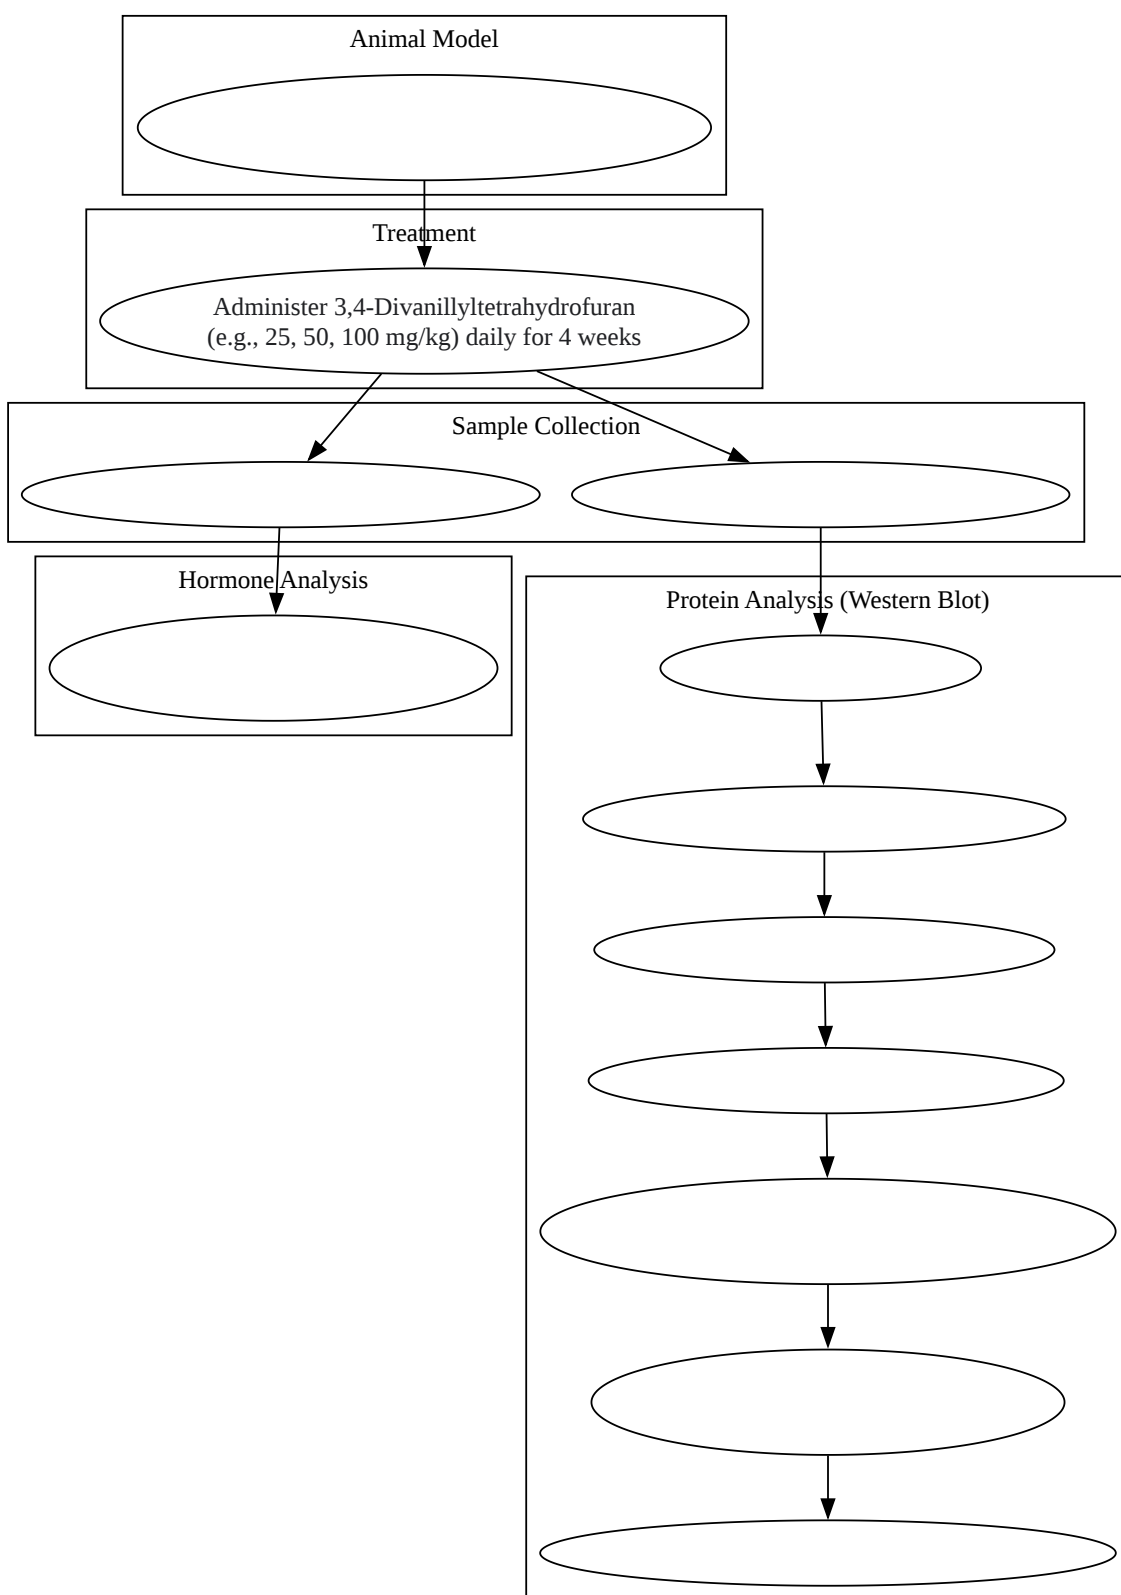 Animal Model
Treatment
Administer 3,4-Divanillyltetrahydrofuran
(e.g., 25, 50, 100 mg/kg) daily for 4 weeks
Sample Collection
Hormone Analysis
Protein Analysis (Western Blot)